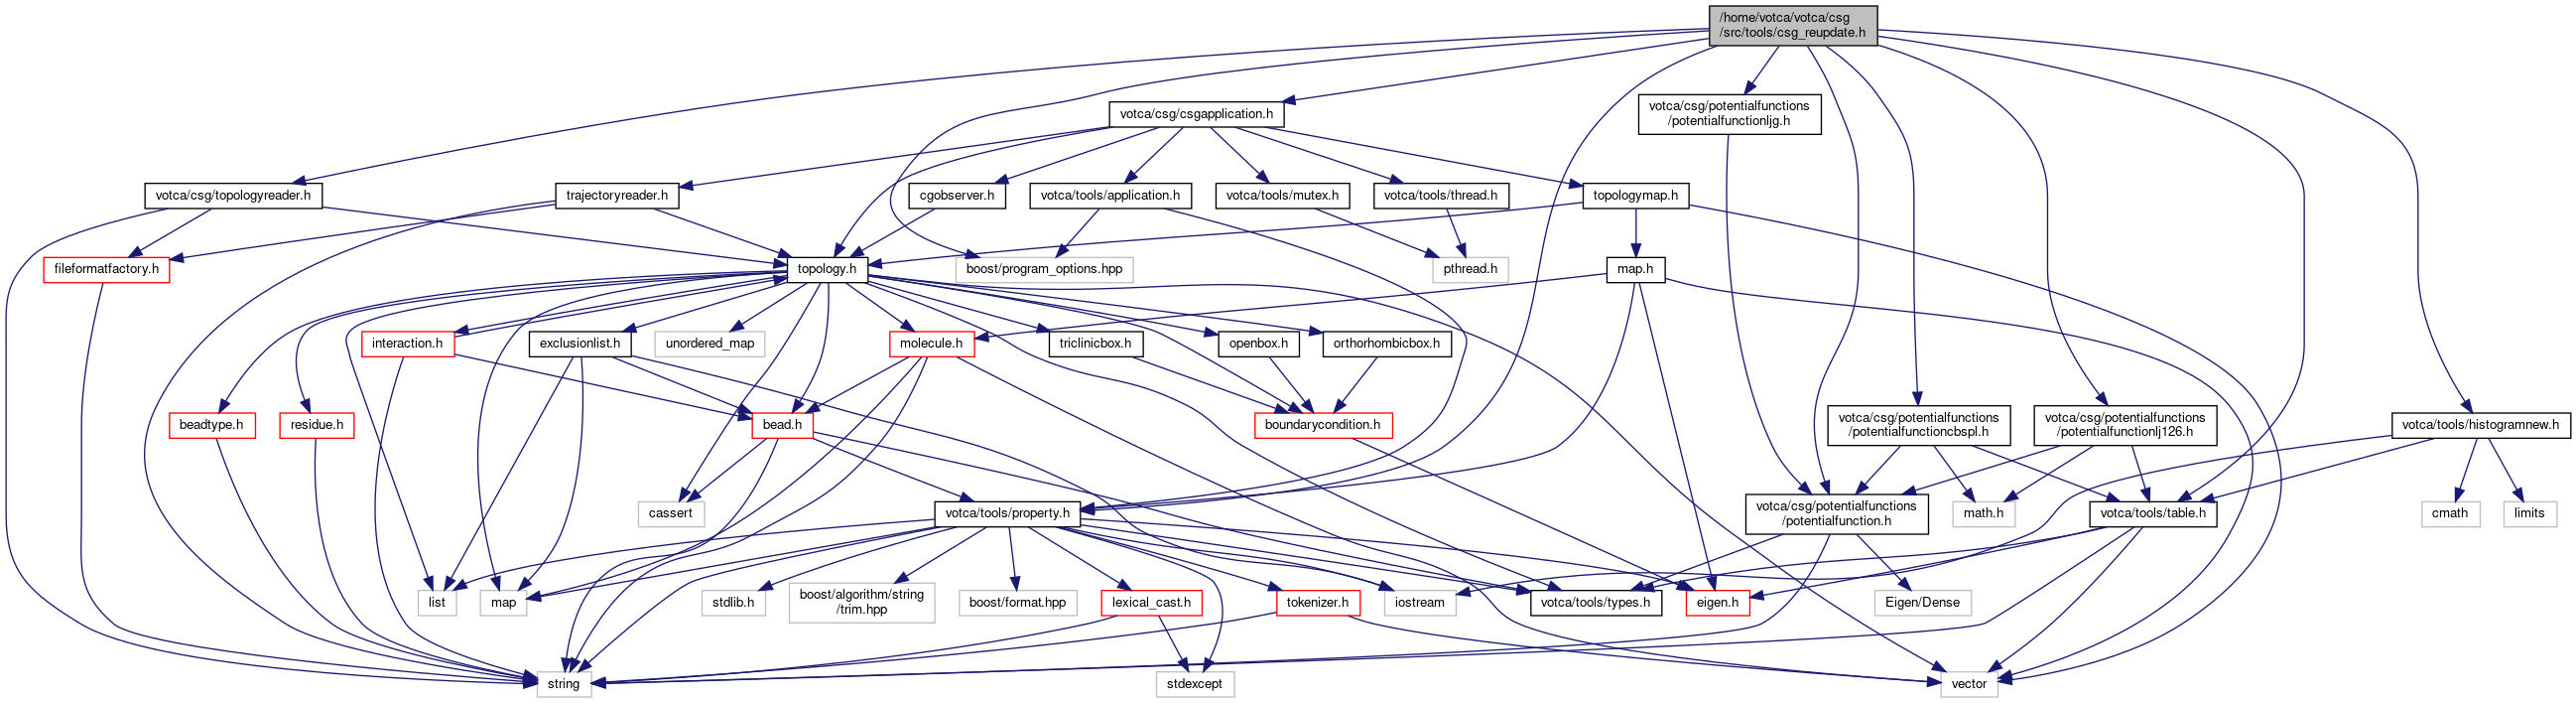 /home/votca/votca/csg
/src/tools/csg_reupdate.h
votca/csg/csgapplication.h
votca/csg/potentialfunctions
/potentialfunctionljg.h
votca/csg/topologyreader.h
trajectoryreader.h
cgobserver.h
votca/tools/application.h
votca/tools/mutex.h
votca/tools/thread.h
topologymap.h
fileformatfactory.h
topology.h
boost/program_options.hpp
pthread.h
map.h
interaction.h
exclusionlist.h
unordered_map
molecule.h
triclinicbox.h
openbox.h
orthorhombicbox.h
beadtype.h
residue.h
bead.h
boundarycondition.h
votca/csg/potentialfunctions
/potentialfunctioncbspl.h
votca/csg/potentialfunctions
/potentialfunctionlj126.h
votca/tools/histogramnew.h
cassert
votca/tools/property.h
votca/csg/potentialfunctions
/potentialfunction.h
math.h
votca/tools/table.h
cmath
limits
list
map
stdlib.h
boost/algorithm/string
/trim.hpp
boost/format.hpp
lexical_cast.h
tokenizer.h
iostream
votca/tools/types.h
eigen.h
Eigen/Dense
string
stdexcept
vector